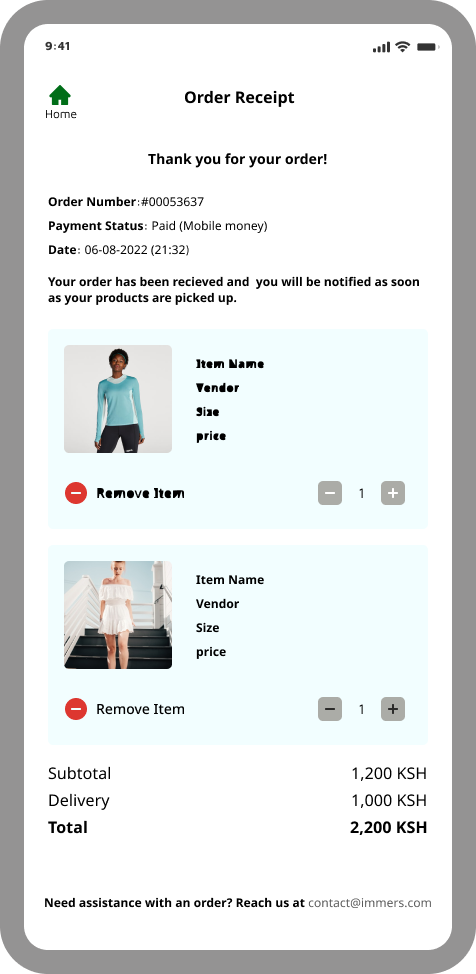 9:41
Order Receipt
Home
Thank you for your order!
Order Number:#00053637
Payment Status: Paid (Mobile money)
Date: 06-08-2022 (21:32)
Your order has been recieved and  you will be notified as soon
as your products are picked up.
Item Name
Vendor
Size
price
Remove Item
1
Item Name
Vendor
Size
price
Remove Item
1
Subtotal 1,200 KSH
Delivery 1,000 KSH
Total 2,200 KSH
Need assistance with an order? Reach us at contact@immers.com